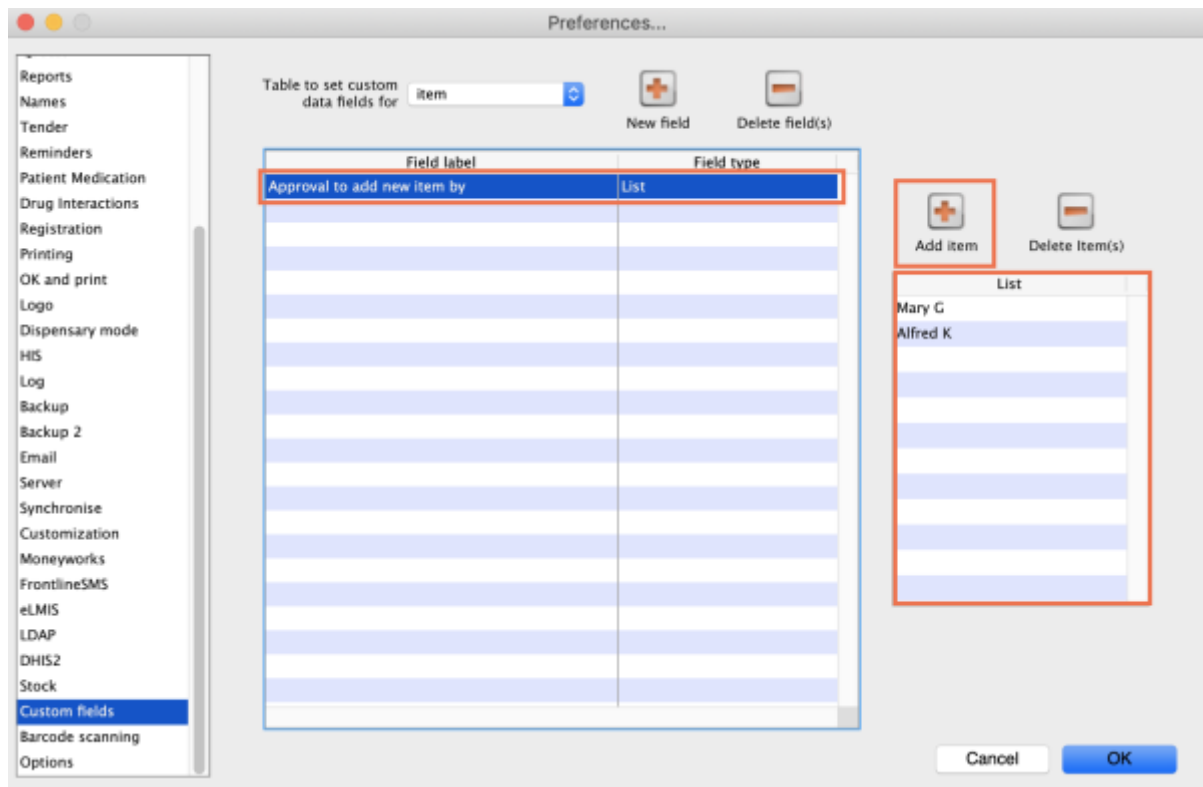 Preferences...
Reports
Names
Tender
Reminders
Patient Medication
Drug Interactions
Registration
Printing
OK and print
Logo
Dispensary mode
HIS
Log
Backup
Backup 2
Email
Server
Synchronise
Customization
Moneyworks
FrontlineSMS
eLMIS
LDAP
DHIS2
Stock
Custom fields
Barcode scanning
Options
Table to set custom
data fields for
item
New field
Delete field(s)
Field label
Field type
Approval to add new item by
List
Add item
Delete Item(s)
List
Mary G
Alfred K
Cancel
OK